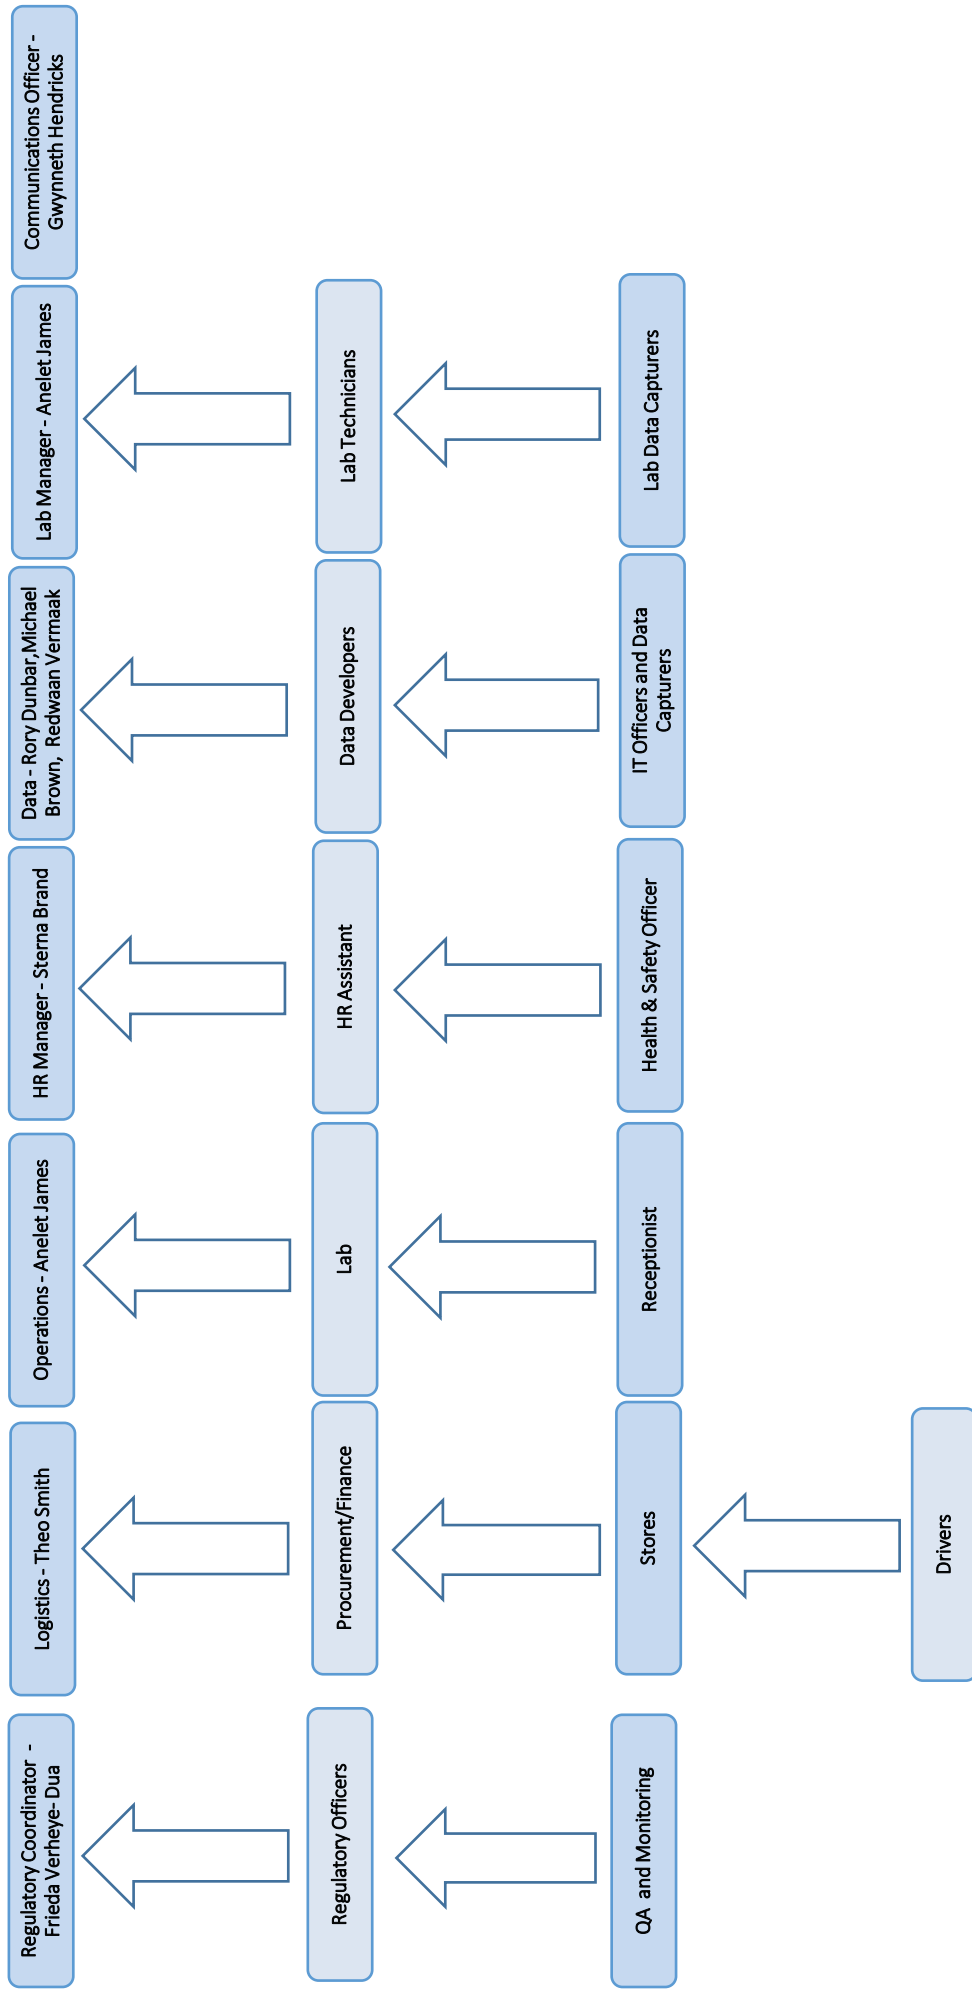 Regulatory Coordinator  -
Frieda Verheye- Dua
Logistics - Theo Smith
Operations - Anelet James
HR Manager - Sterna Brand
Data - Rory Dunbar,Michael
Brown,  Redwaan Vermaak
Lab Manager - Anelet James
Communications Officer -
Gwynneth Hendricks
Regulatory Officers
Procurement/Finance
Lab
HR Assistant
Data Developers
Lab Technicians
QA  and Monitoring
Stores
Receptionist
Health & Safety Officer
IT Officers and Data
Capturers
Lab Data Capturers
Drivers